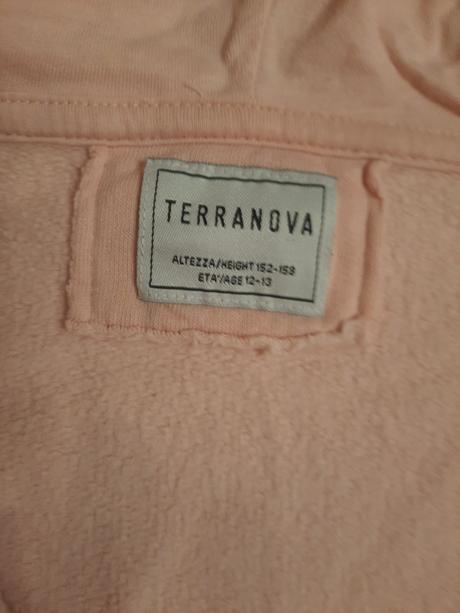 TERRANOVA
ALTEZZA/HEIGHT 152-158
ETA'/AGE 12-13